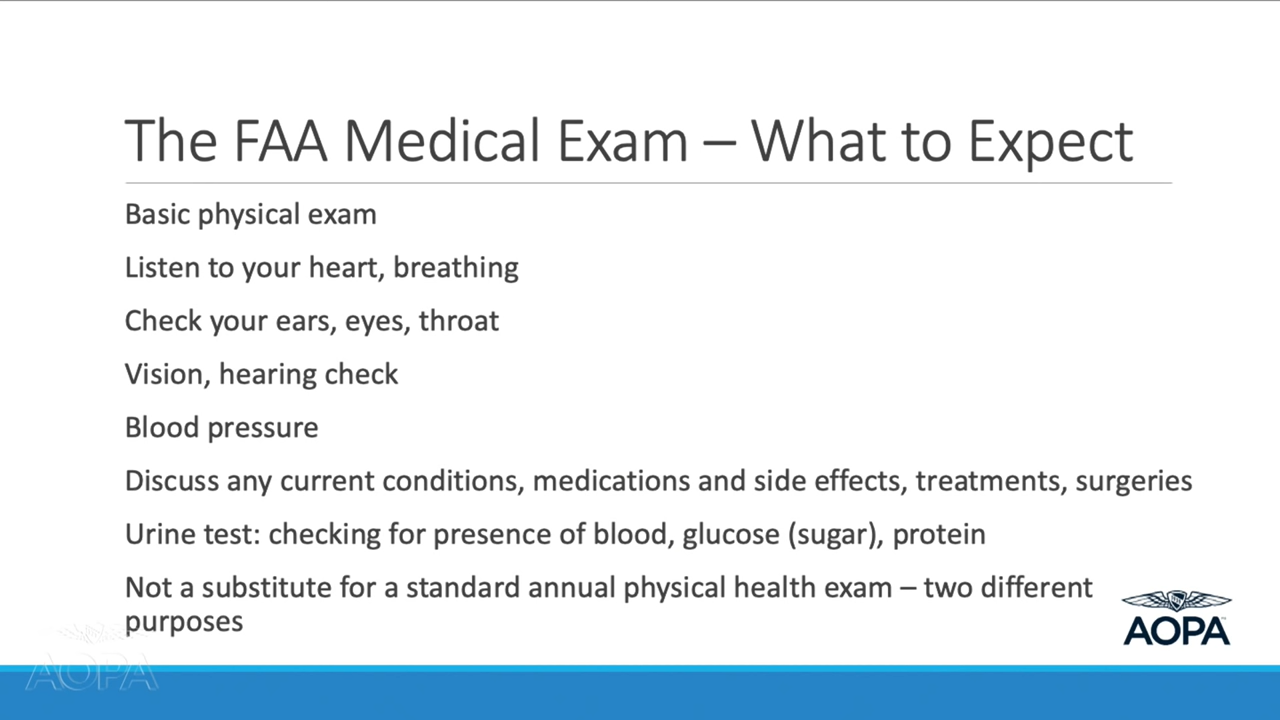 The FAA Medical Exam – What to Expect
Basic physical exam
Listen to your heart, breathing
Check your ears, eyes, throat
Vision, hearing check
Blood pressure
Discuss any current conditions, medications and side effects, treatments, surgeries
Urine test: checking for presence of blood, glucose (sugar), protein
Not a substitute for a standard annual physical health exam – two different
purposes
AOPA
AOPA